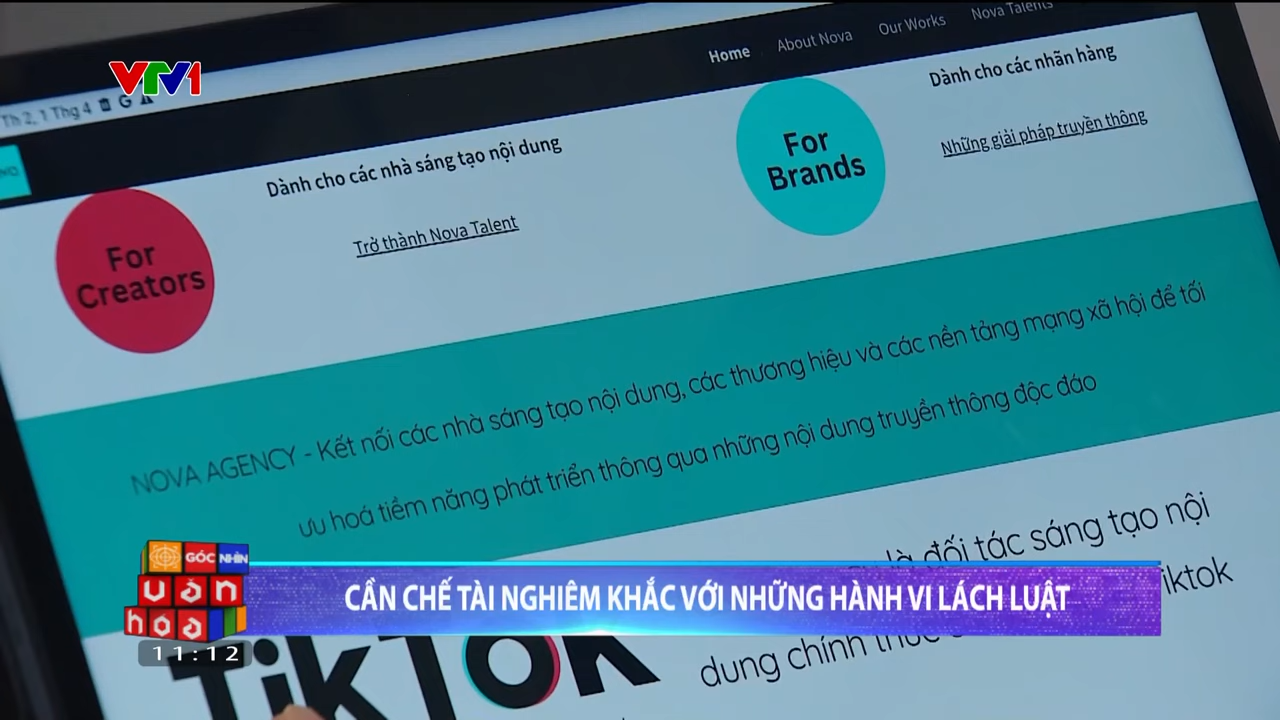 VTV1
Th 2, 1 Thg 4
Home
About Nova
Our Works
Nova Talents
For
Creators
Dành cho các nhà sáng tạo nội dung
Trở thành Nova Talent
For
Brands
Dành cho các nhãn hàng
Những giải pháp truyền thông
NOVA AGENCY - Kết nối các nhà sáng tạo nội dung, các thương hiệu và các nền tảng mạng xã hội để tối
ưu hoá tiềm năng phát triển thông qua những nội dung truyền thông độc đáo
là đối tác sáng tạo nội
dung chính thức
iktok
TikTok
GÓC NHÌN
văn
hóa
CẦN CHẾ TÀI NGHIÊM KHẮC VỚI NHỮNG HÀNH VI LÁCH LUẬT
11:12